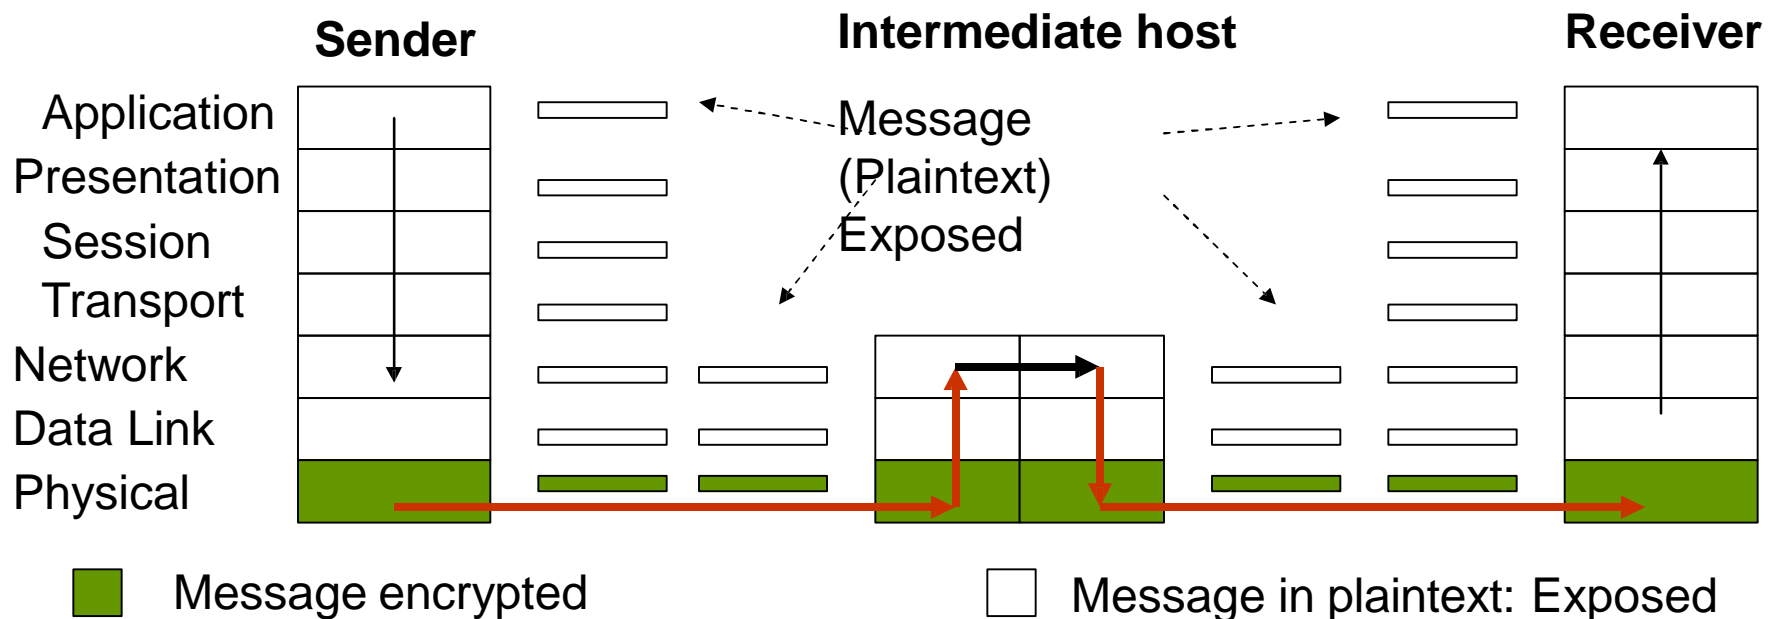 Sender
Intermediate host
Receiver
Application
Presentation
Session
Transport
Network
Data Link
Physical
Message
(Plaintext)
Exposed
Message encrypted
Message in plaintext: Exposed